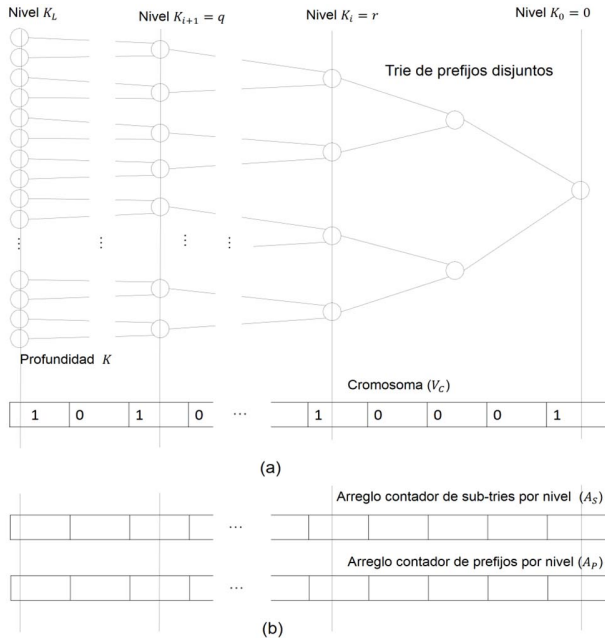 Nivel K_L
Nivel K_{i+1} = q
Nivel K_i = r
Nivel K_0 = 0
Trie de prefijos disjuntos
Profundidad K
Cromosoma (V_C)
1 0 1 0 ... 1 0 0 0 1
(a)
Arreglo contador de sub-tries por nivel (A_S)
...
Arreglo contador de prefijos por nivel (A_P)
...
(b)